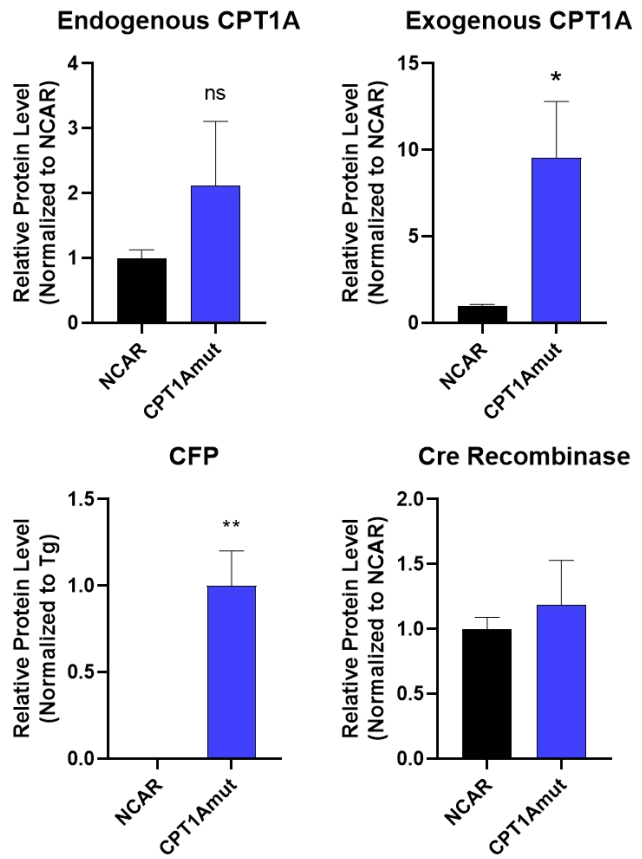 Endogenous CPT1A
Relative Protein Level
(Normalized to NCAR)
4
3
2
1
0
ns
NCAR
CPT1Amut
Exogenous CPT1A
Relative Protein Level
(Normalized to NCAR)
15
10
5
0
*
NCAR
CPT1Amut
CFP
Relative Protein Level
(Normalized to Tg)
1.5
1.0
0.5
0.0
**
NCAR
CPT1Amut
Cre Recombinase
Relative Protein Level
(Normalized to NCAR)
2.0
1.5
1.0
0.5
0.0
NCAR
CPT1Amut